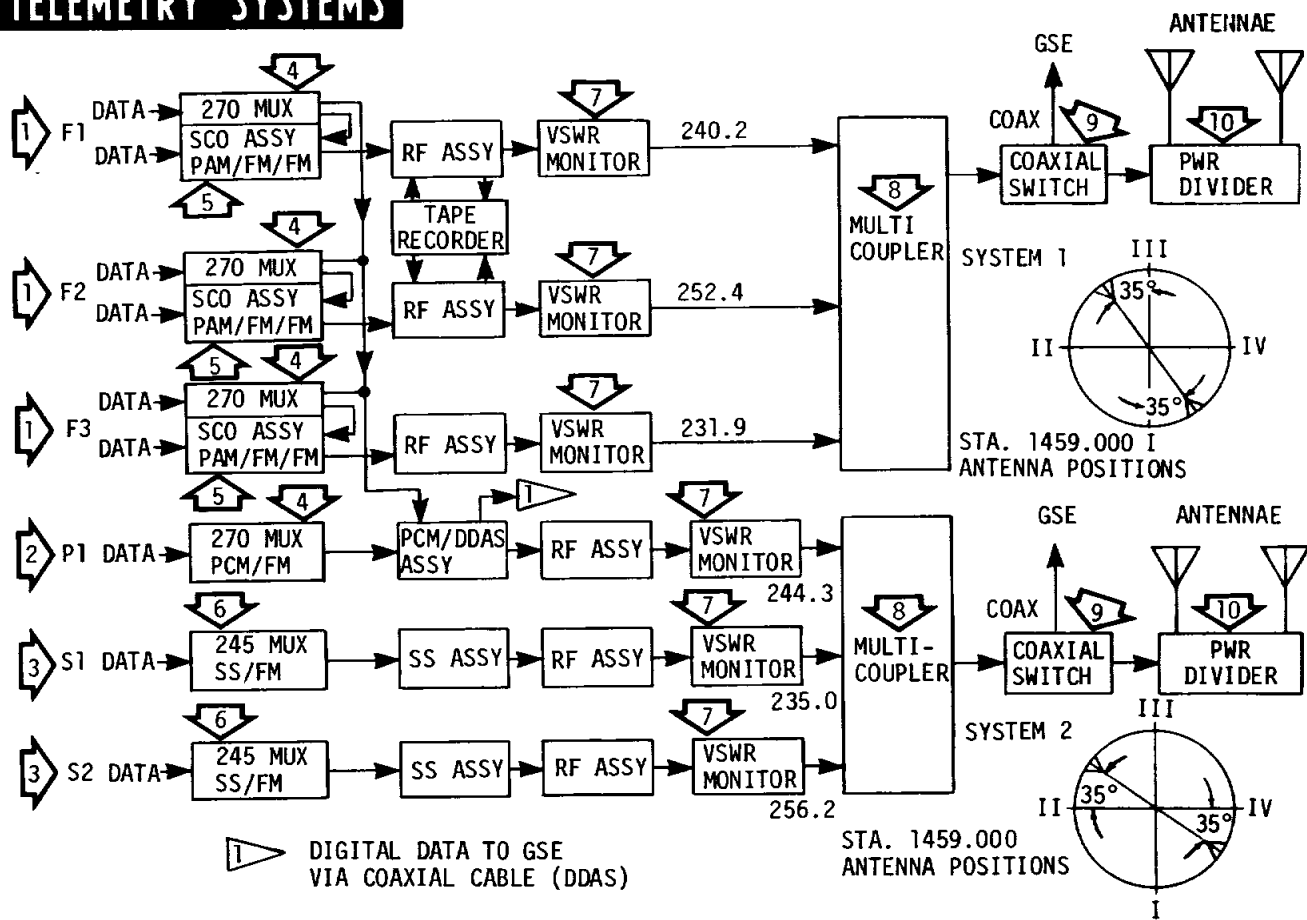 TELEMETRY SYSTEMS
ANTENNAE
GSE
4
7
1 F1 DATA
270 MUX
240.2
COAX
9
10
DATA
SCO ASSY
PAM/FM/FM
RF ASSY
VSWR
MONITOR
8
MULTI
COUPLER
COAXIAL
SWITCH
PWR
DIVIDER
5
4
TAPE
RECORDER
7
1 F2 DATA
270 MUX
252.4
SYSTEM 1
DATA
SCO ASSY
PAM/FM/FM
RF ASSY
VSWR
MONITOR
III
35°
II
IV
35°
I
STA. 1459.000
ANTENNA POSITIONS
5
4
7
1 F3 DATA
270 MUX
231.9
DATA
SCO ASSY
PAM/FM/FM
RF ASSY
VSWR
MONITOR
5
4
1
7
GSE
ANTENNAE
2 P1 DATA
270 MUX
PCM/FM
PCM/DDAS
ASSY
RF ASSY
VSWR
MONITOR
244.3
8
MULTI-
COUPLER
COAX
9
10
COAXIAL
SWITCH
PWR
DIVIDER
6
7
3 S1 DATA
245 MUX
SS/FM
SS ASSY
RF ASSY
VSWR
MONITOR
235.0
6
7
3 S2 DATA
245 MUX
SS/FM
SS ASSY
RF ASSY
VSWR
MONITOR
256.2
SYSTEM 2
III
II
35°
IV
35°
I
STA. 1459.000
ANTENNA POSITIONS
1 DIGITAL DATA TO GSE
VIA COAXIAL CABLE (DDAS)